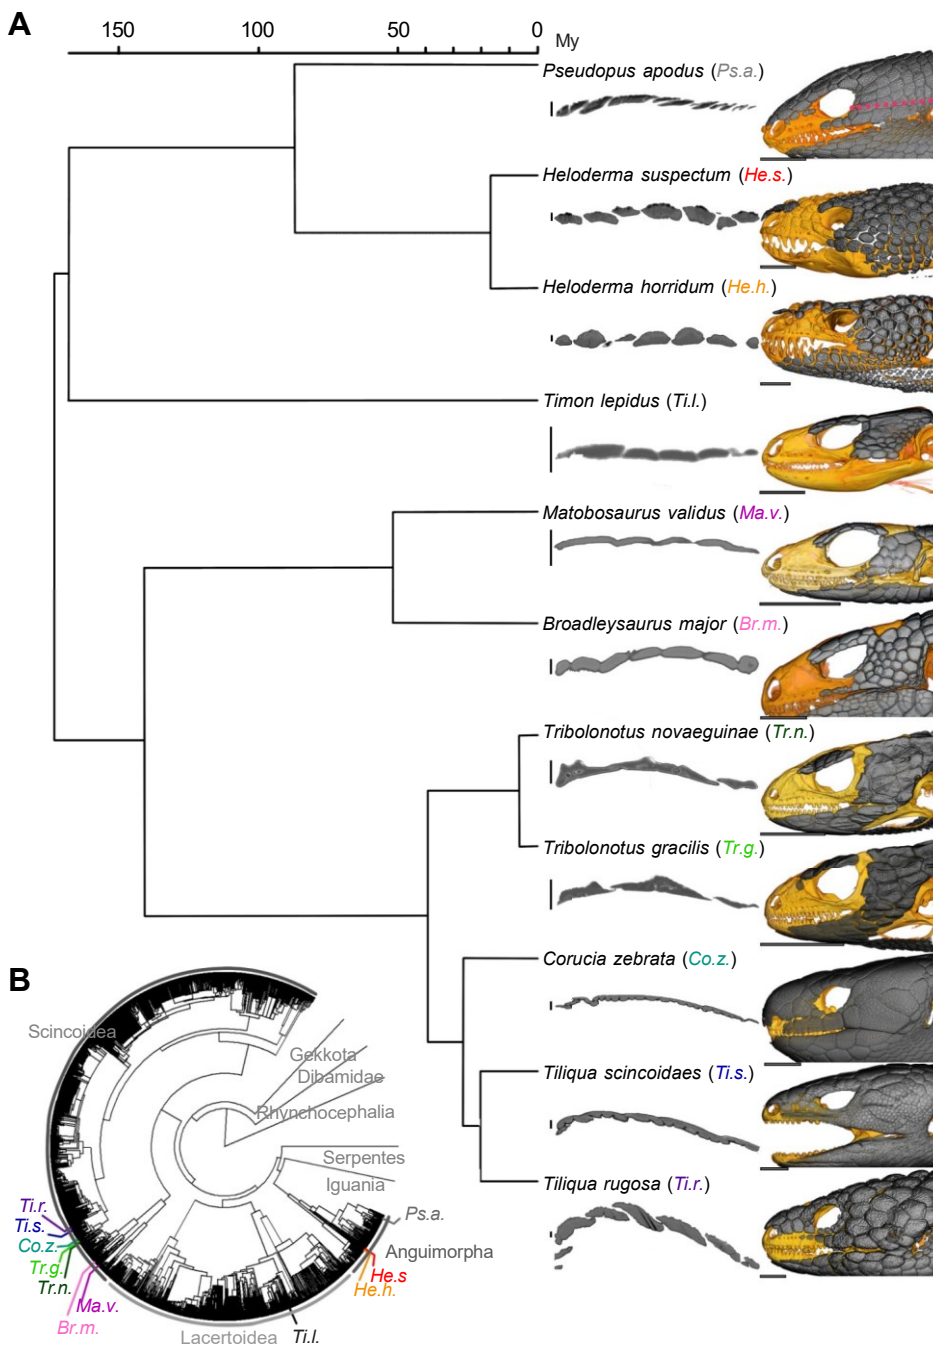 A
150 100 50 0 My
Pseudopus apodus (Ps.a.)
Heloderma suspectum (He.s.)
Heloderma horridum (He.h.)
Timon lepidus (Ti.l.)
Matobosaurus validus (Ma.v.)
Broadleysaurus major (Br.m.)
Tribolonotus novaeguinae (Tr.n.)
Tribolonotus gracilis (Tr.g.)
Corucia zebrata (Co.z.)
Tiliqua scincoidaes (Ti.s.)
Tiliqua rugosa (Ti.r.)
B
Scincoidea
Gekkota
Dibamidae
Rhynchocephalia
Serpentes
Iguania
Ps.a.
Anguimorpha
He.s
He.h.
Ti.l.
Lacertoidea
Ti.r.
Ti.s.
Co.z.
Tr.g.
Tr.n.
Ma.v.
Br.m.